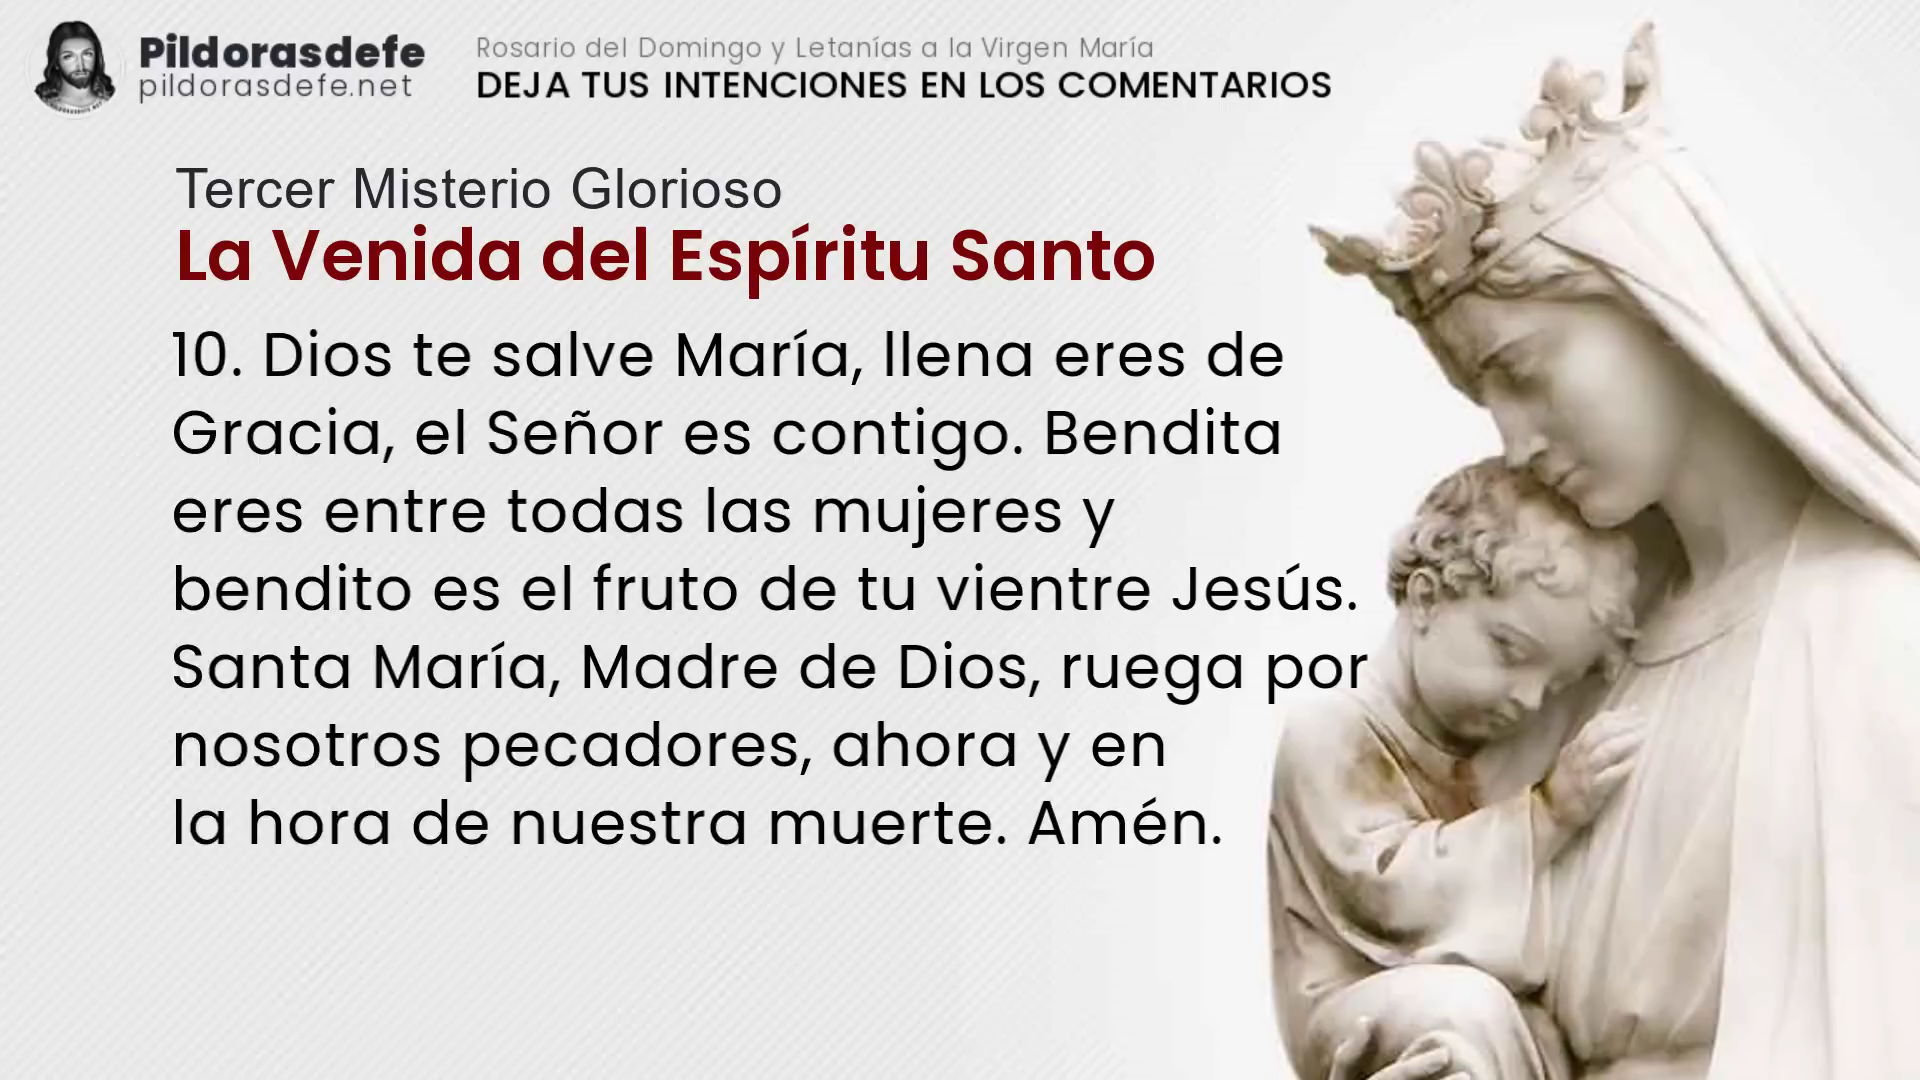 Pildorasdefe
pildorasdefe.net
Rosario del Domingo y Letanías a la Virgen María
DEJA TUS INTENCIONES EN LOS COMENTARIOS
Tercer Misterio Glorioso
La Venida del Espíritu Santo
10. Dios te salve María, llena eres de
Gracia, el Señor es contigo. Bendita
eres entre todas las mujeres y
bendito es el fruto de tu vientre Jesús.
Santa María, Madre de Dios, ruega por
nosotros pecadores, ahora y en
la hora de nuestra muerte. Amén.